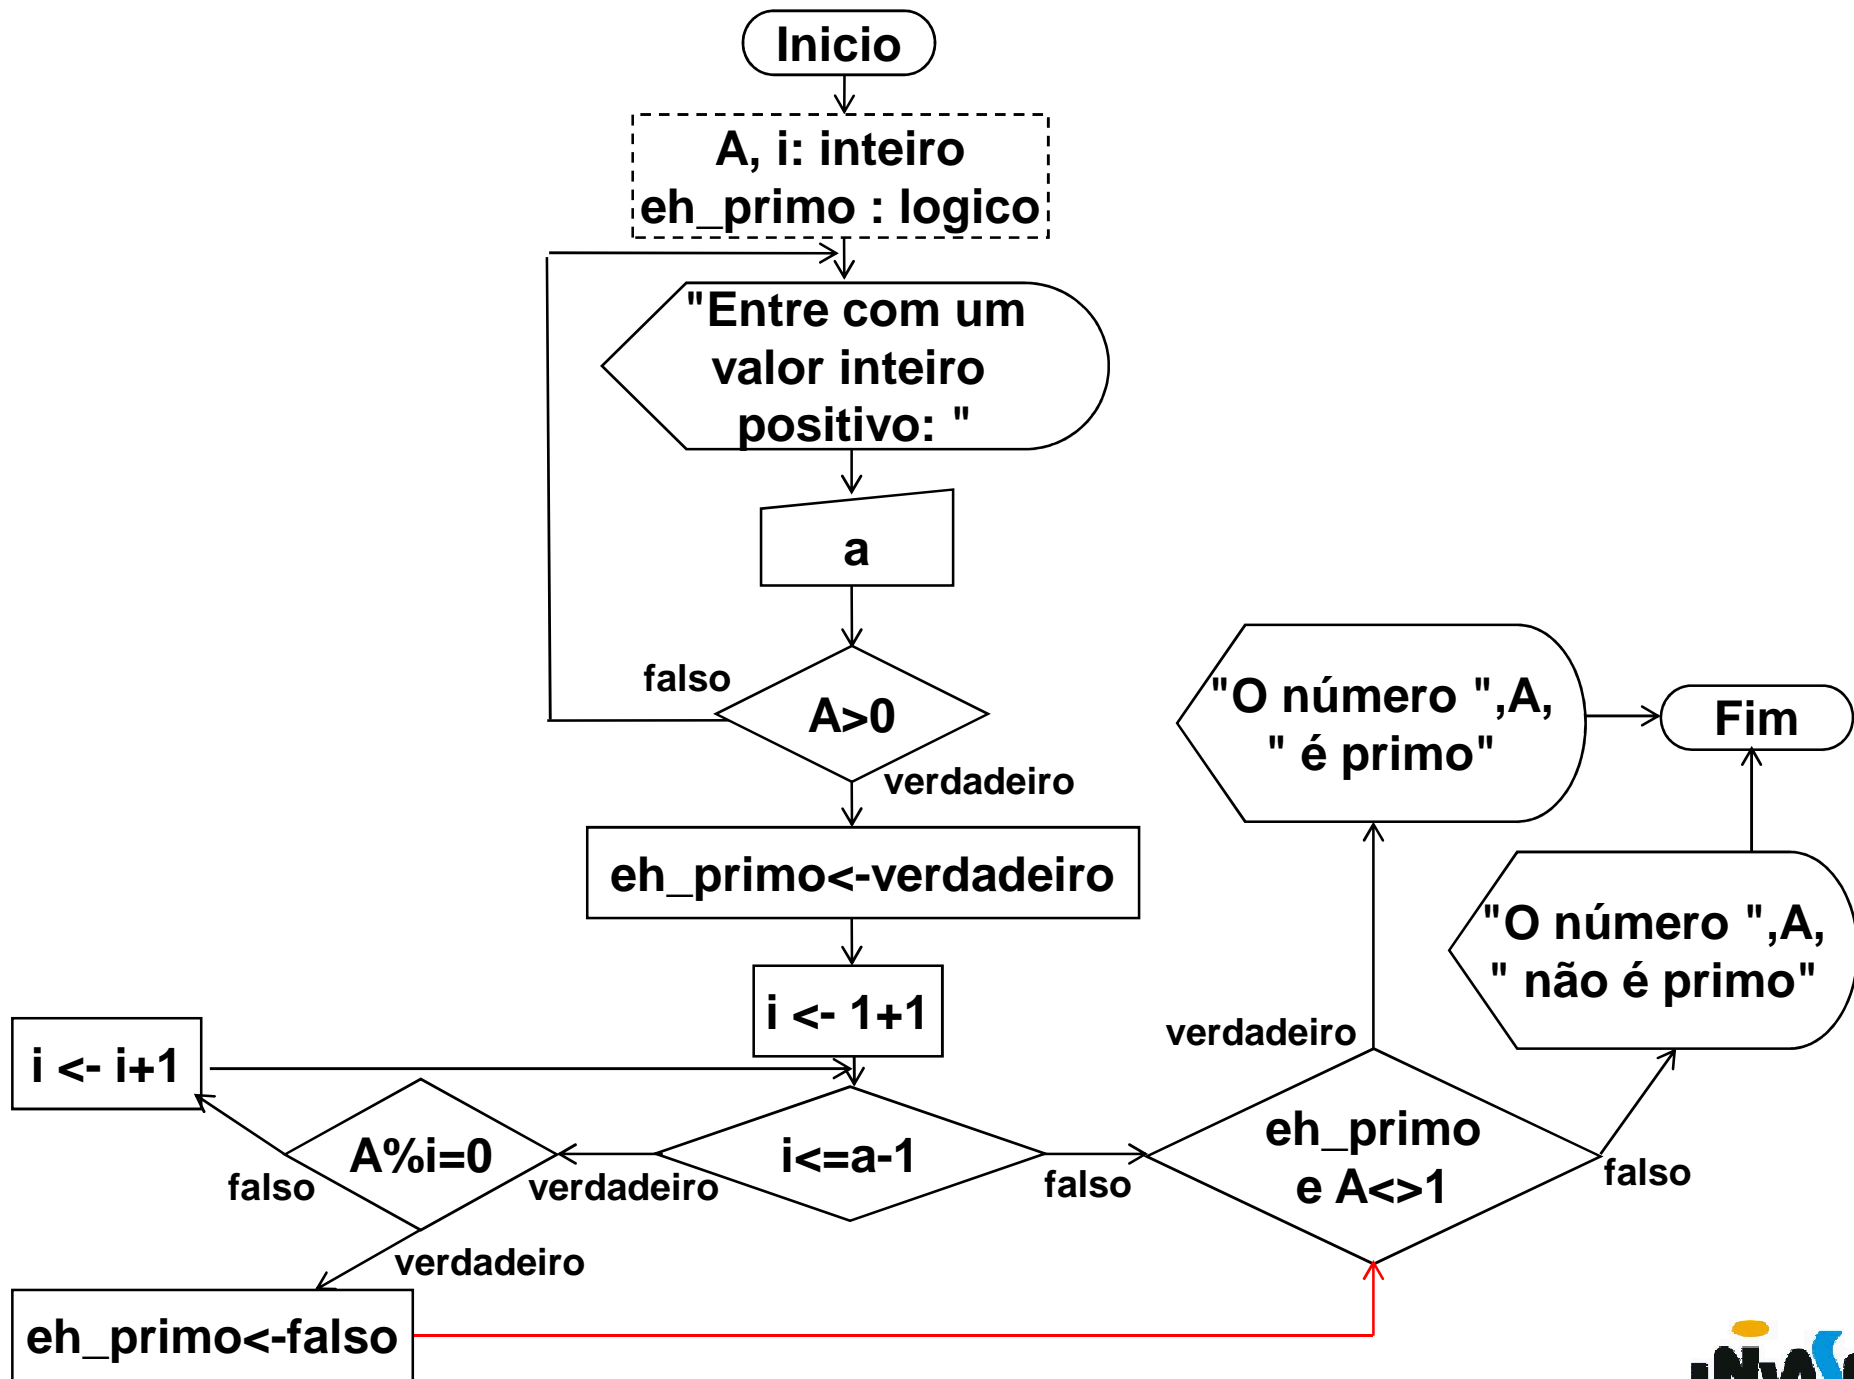 Inicio
A, i: inteiro
eh_primo : logico
"Entre com um
valor inteiro
positivo: "
a
falso
A>0
verdadeiro
eh_primo<-verdadeiro
i <- 1+1
i <- i+1
A%i=0
falso
verdadeiro
i<=a-1
verdadeiro
falso
eh_primo<-falso
eh_primo
e A<>1
verdadeiro
falso
"O número ",A,
" é primo"
"O número ",A,
" não é primo"
Fim